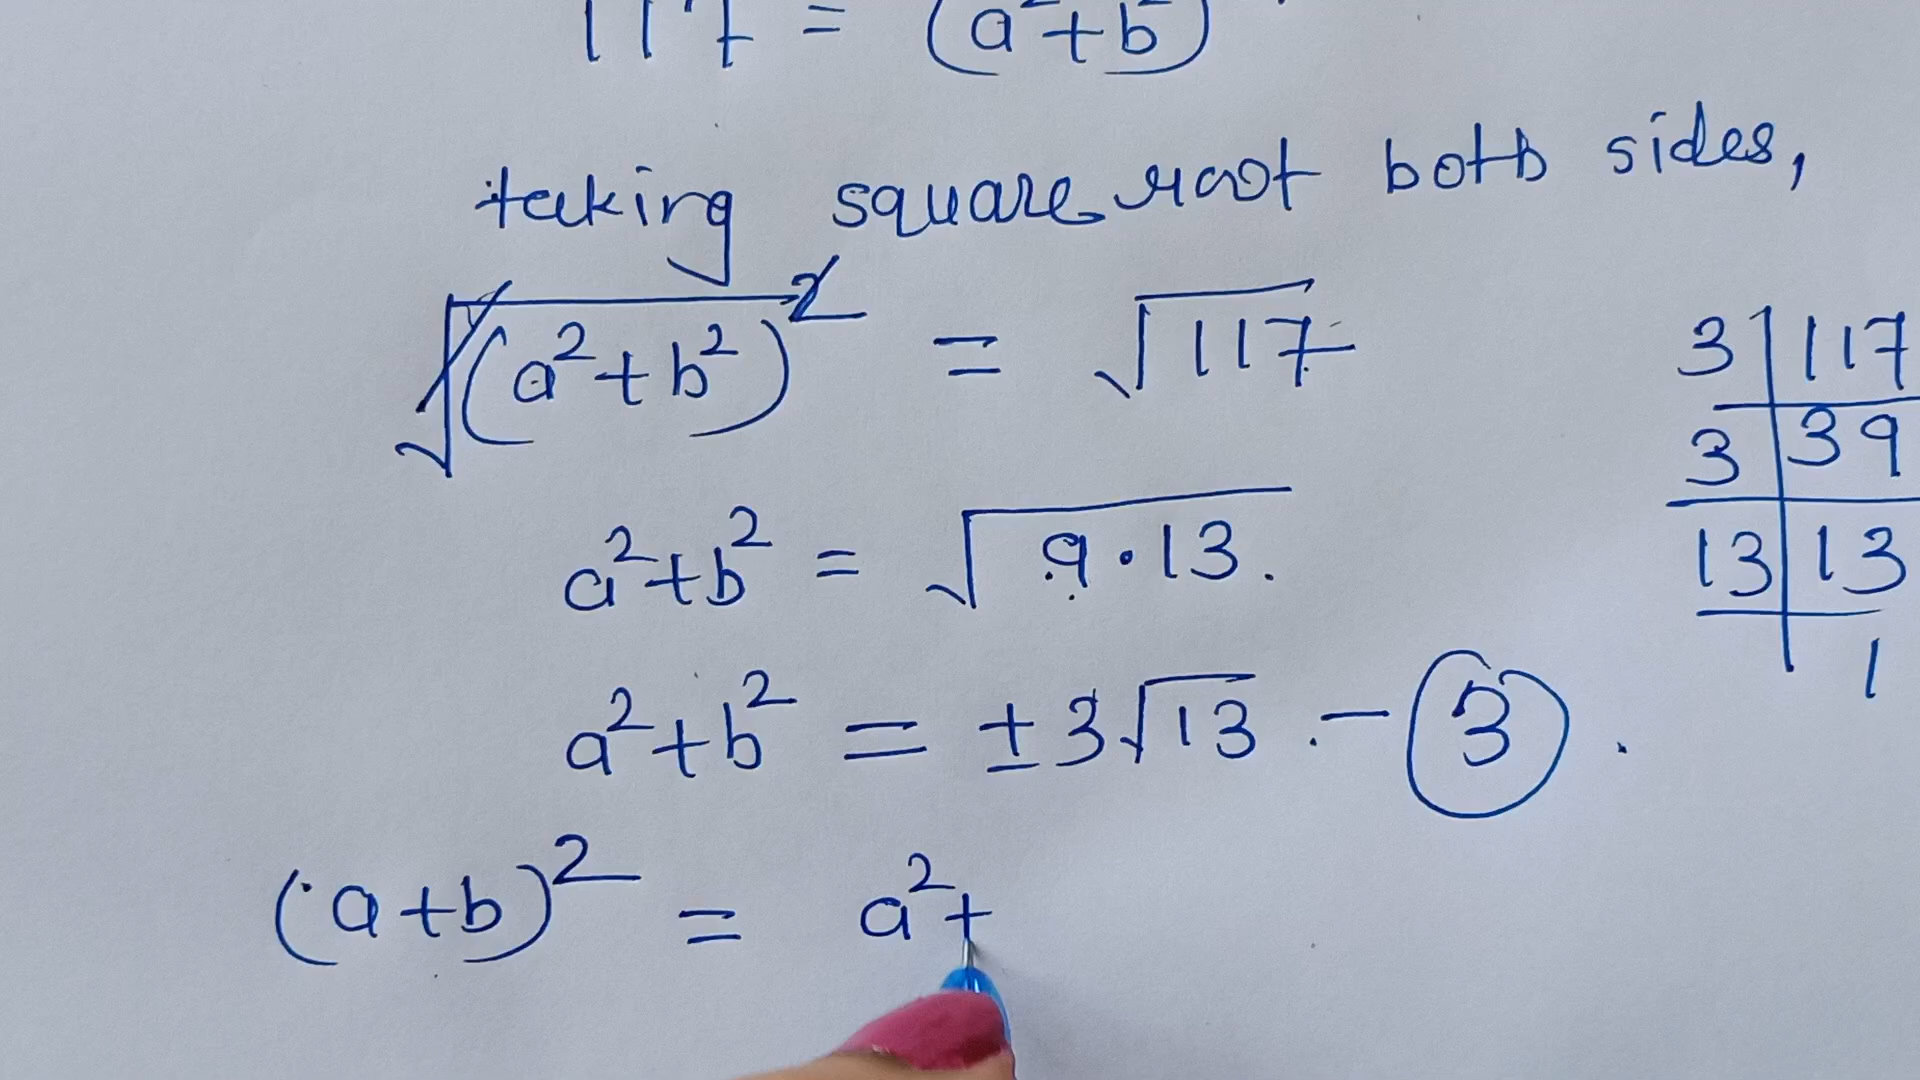 117 = (a²+b²)
taking square root both sides,
√(a²+b²)² = √117
a²+b² = √9·13.
a²+b² = ±3√13. – ③.
(a+b)² = a²+
3 | 117
3 | 39
13 | 13
1